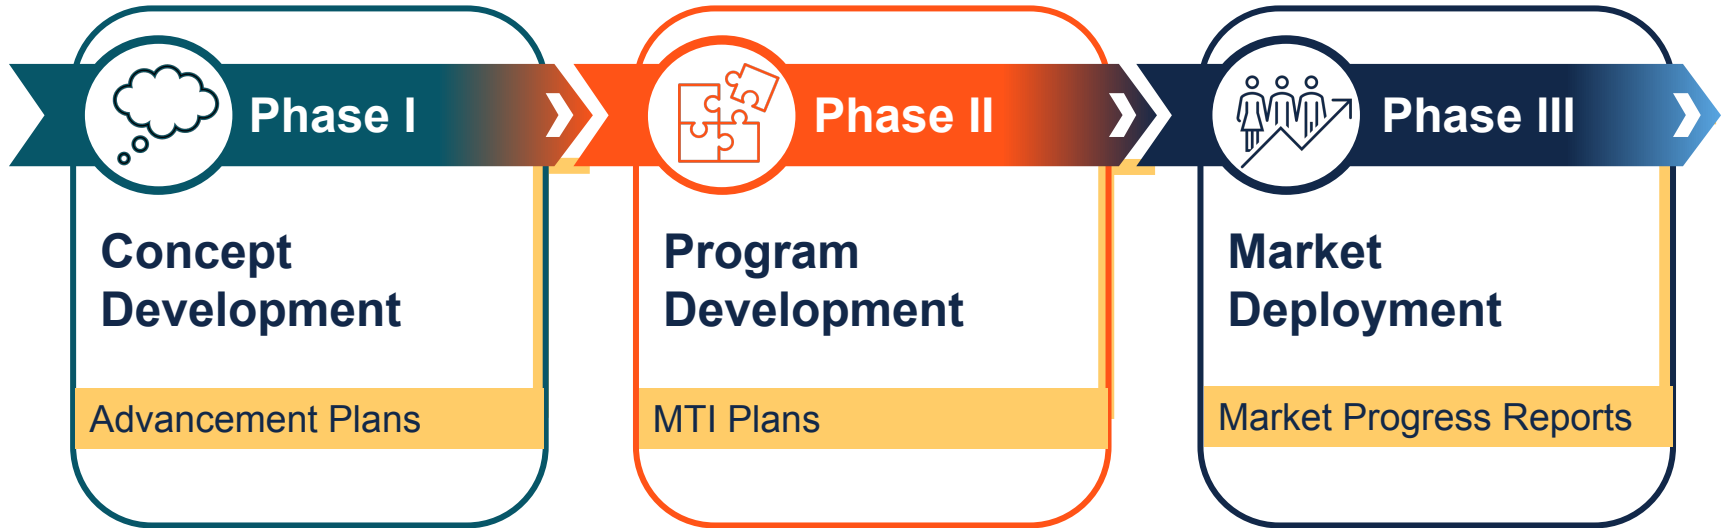 Phase I
Concept
Development
Advancement Plans
Phase II
Program
Development
MTI Plans
Phase III
Market
Deployment
Market Progress Reports